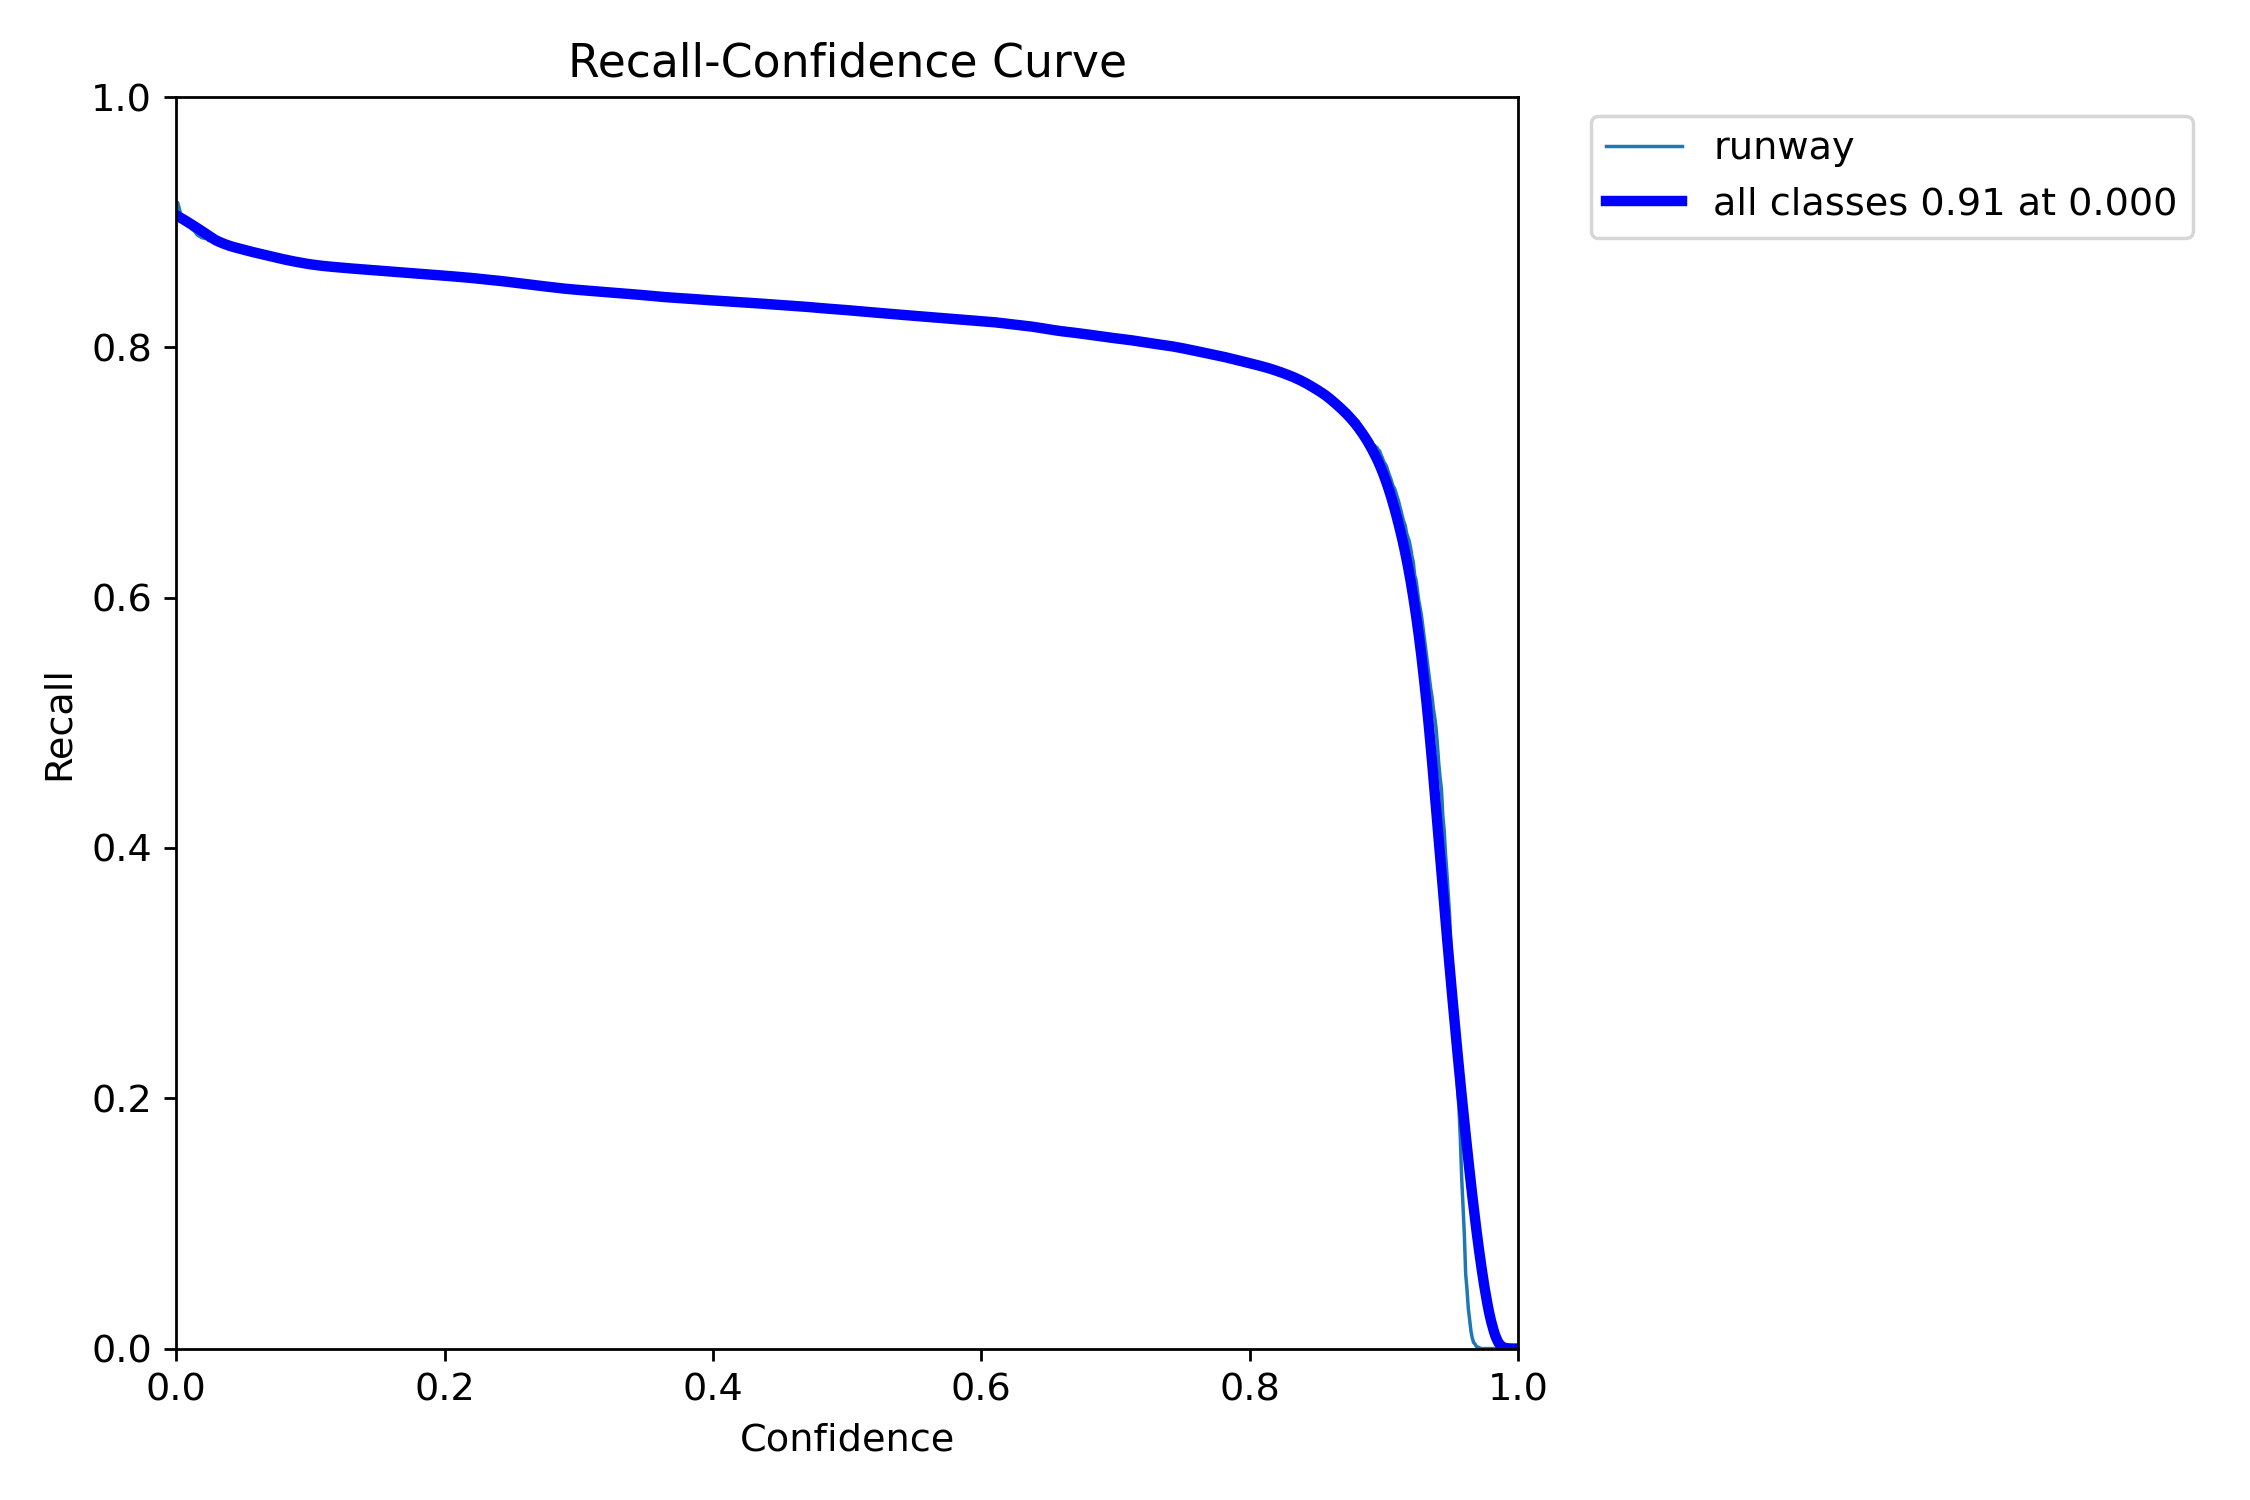 Recall-Confidence Curve
1.0
0.8
0.6
0.4
0.2
0.0
Recall
0.0 0.2 0.4 0.6 0.8 1.0
Confidence
runway
all classes 0.91 at 0.000